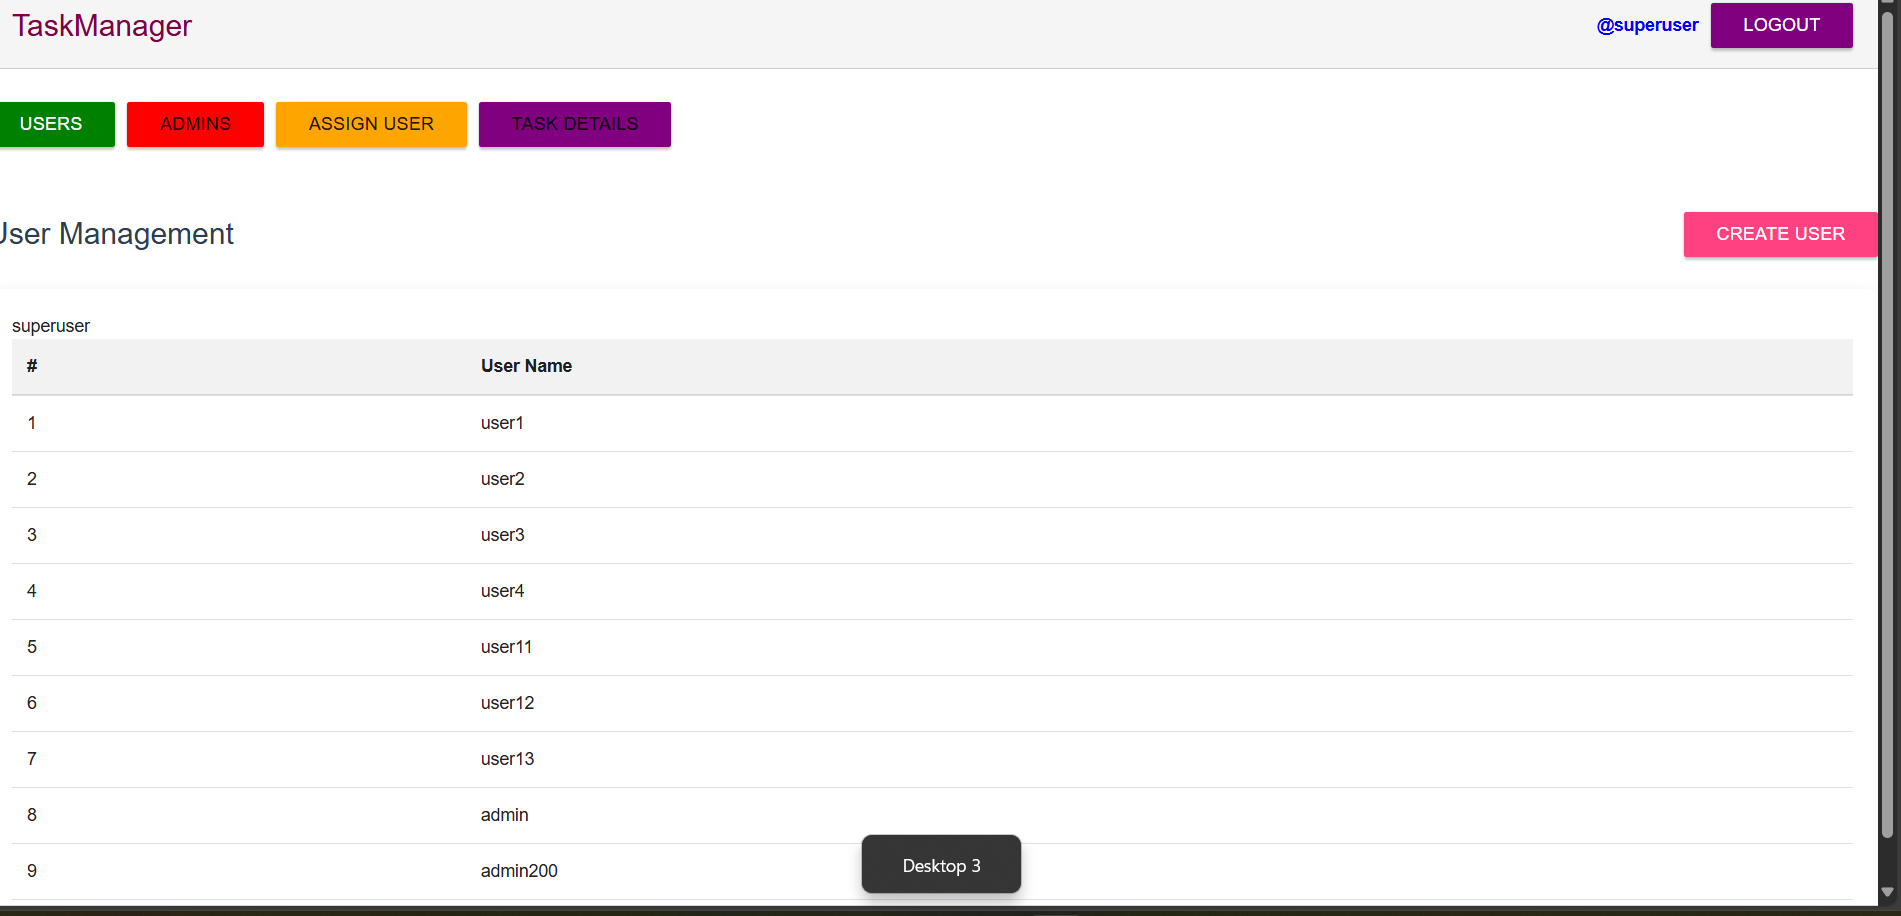 TaskManager @superuser LOGOUT
USERS ADMINS ASSIGN USER TASK DETAILS
User Management CREATE USER
superuser
# User Name
1 user1
2 user2
3 user3
4 user4
5 user11
6 user12
7 user13
8 admin
9 admin200
Desktop 3